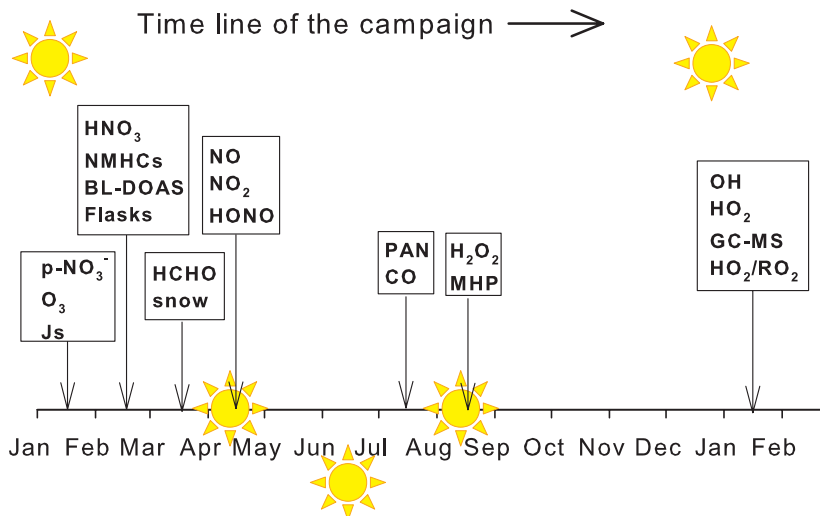 Time line of the campaign
HNO₃
NMHCs
BL-DOAS
Flasks
NO
NO₂
HONO
p-NO₃⁻
O₃
Js
HCHO
snow
PAN
CO
H₂O₂
MHP
OH
HO₂
GC-MS
HO₂/RO₂
Jan Feb Mar Apr May Jun Jul Aug Sep Oct Nov Dec Jan Feb